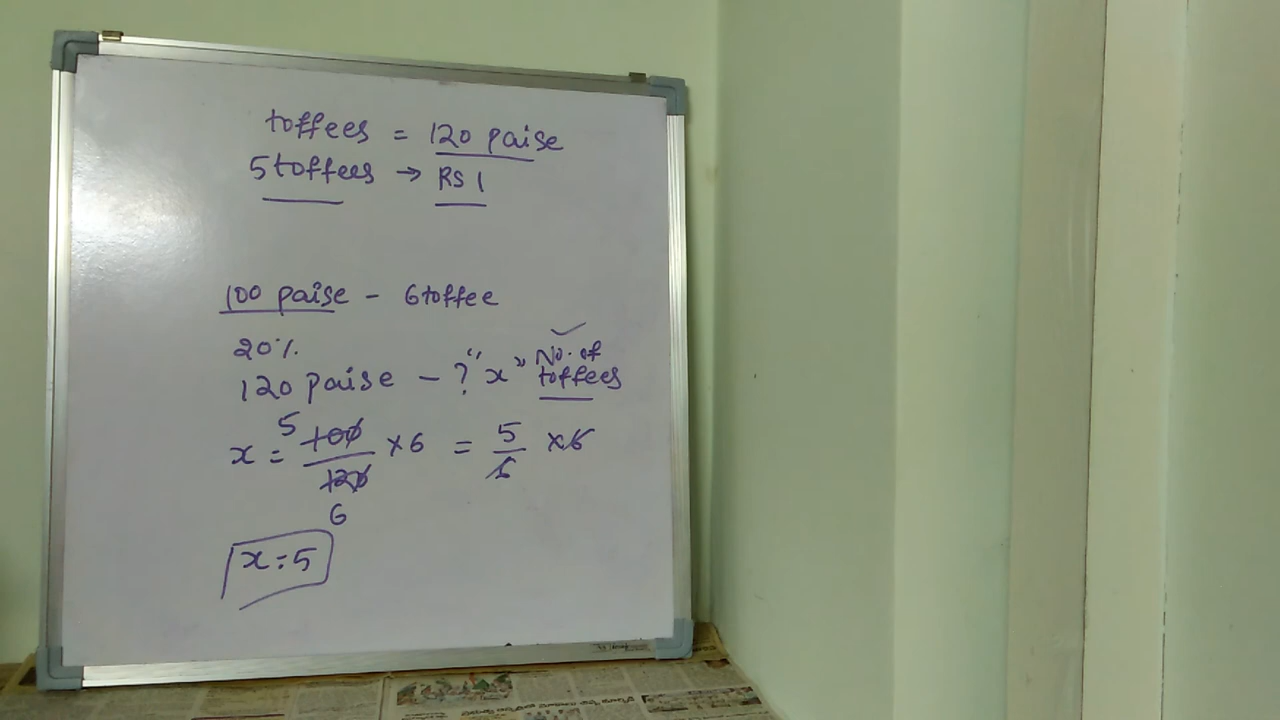 toffees = 120 paise
5 toffees → RS 1
100 paise - 6 toffee
20%
120 paise - ? "x" No. of toffees
x = 5 100/120 6 × 6 = 5/6 × 6
x = 5